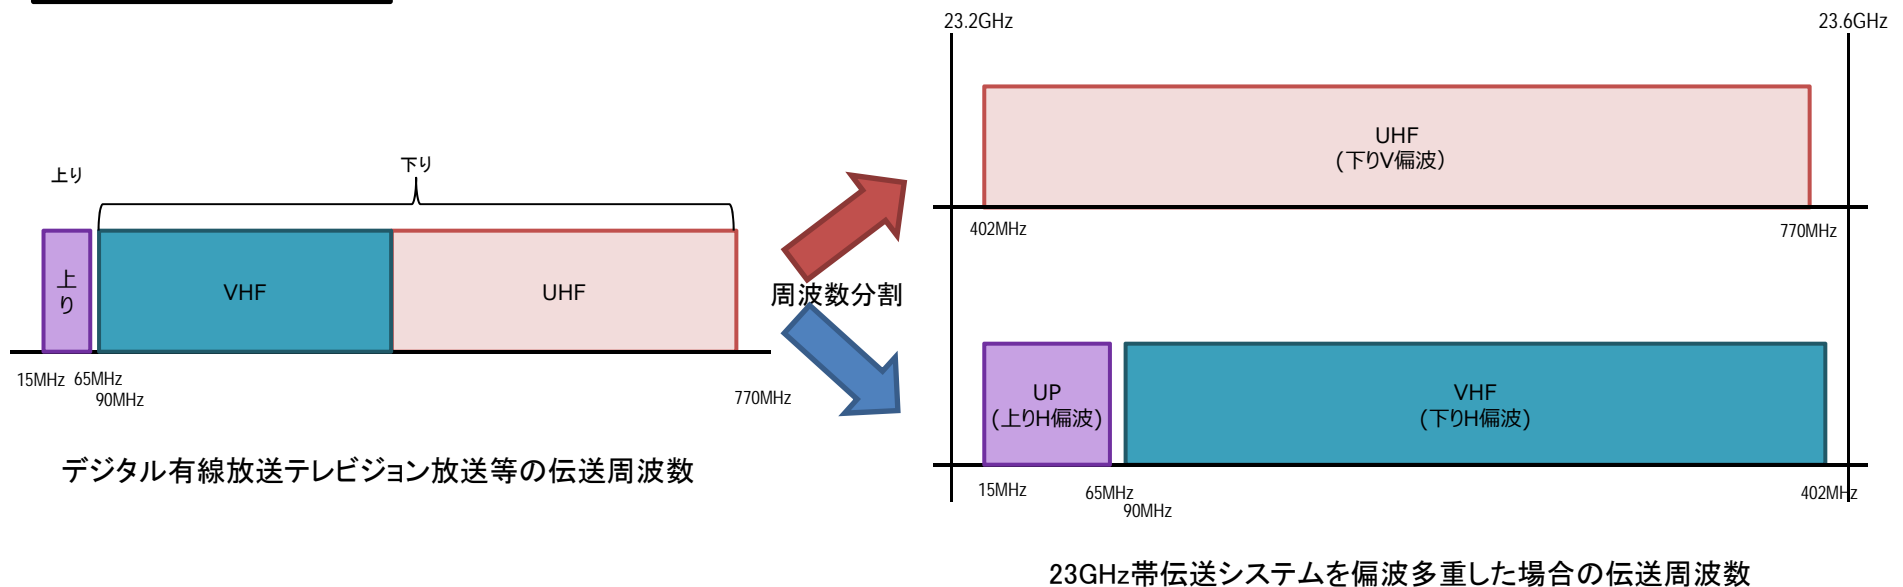 上り
下り
上
り
VHF
UHF
15MHz
65MHz
90MHz
770MHz
デジタル有線放送テレビジョン放送等の伝送周波数
周波数分割
23.2GHz
23.6GHz
UHF
(下りV偏波)
402MHz
770MHz
UP
(上りH偏波)
VHF
(下りH偏波)
15MHz
65MHz
90MHz
402MHz
23GHz帯伝送システムを偏波多重した場合の伝送周波数